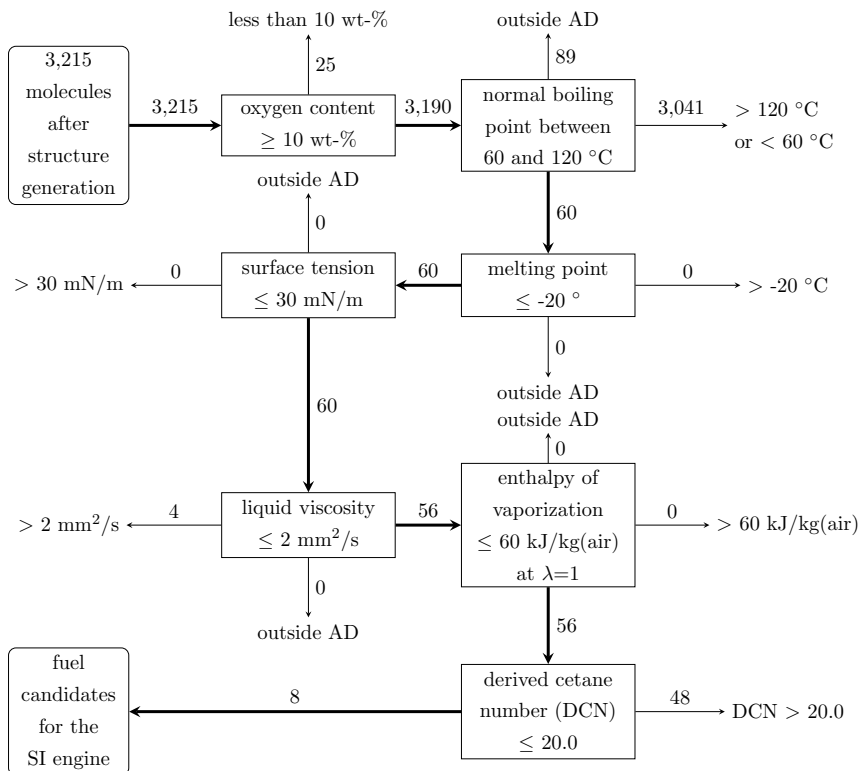 less than 10 wt-%
outside AD
25
89
3,215
molecules
after
structure
generation
3,215
oxygen content
≥ 10 wt-%
3,190
normal boiling
point between
60 and 120 °C
3,041
> 120 °C
or < 60 °C
outside AD
0
60
> 30 mN/m
0
surface tension
≤ 30 mN/m
60
melting point
≤ -20 °
0
> -20 °C
0
outside AD
60
outside AD
0
> 2 mm²/s
4
liquid viscosity
≤ 2 mm²/s
56
enthalpy of
vaporization
≤ 60 kJ/kg(air)
at λ=1
0
> 60 kJ/kg(air)
0
outside AD
56
fuel
candidates
for the
SI engine
8
derived cetane
number (DCN)
≤ 20.0
48
DCN > 20.0